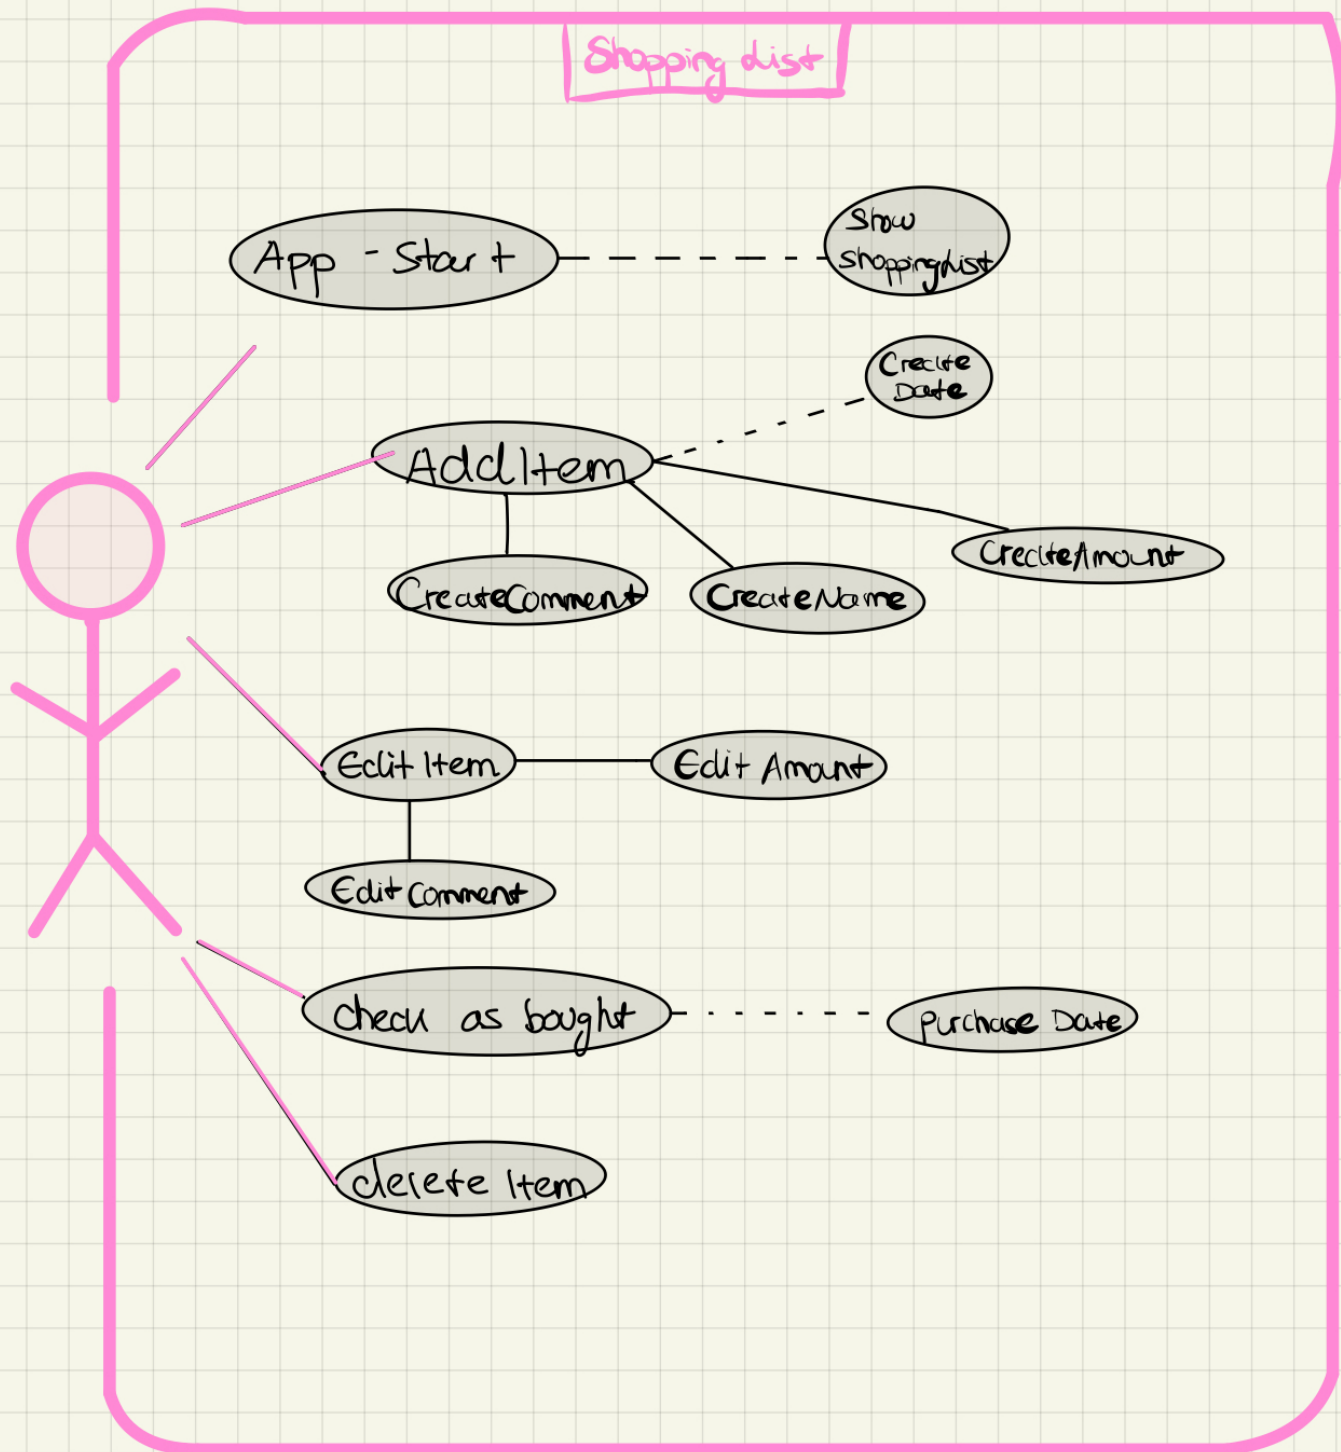 Shopping List
App - Start
Show
ShoppingList
Create
Date
AddItem
CreateAmount
CreateComment
CreateName
Edit Item
Edit Amount
Edit Comment
check as bought
purchase Date
delete Item